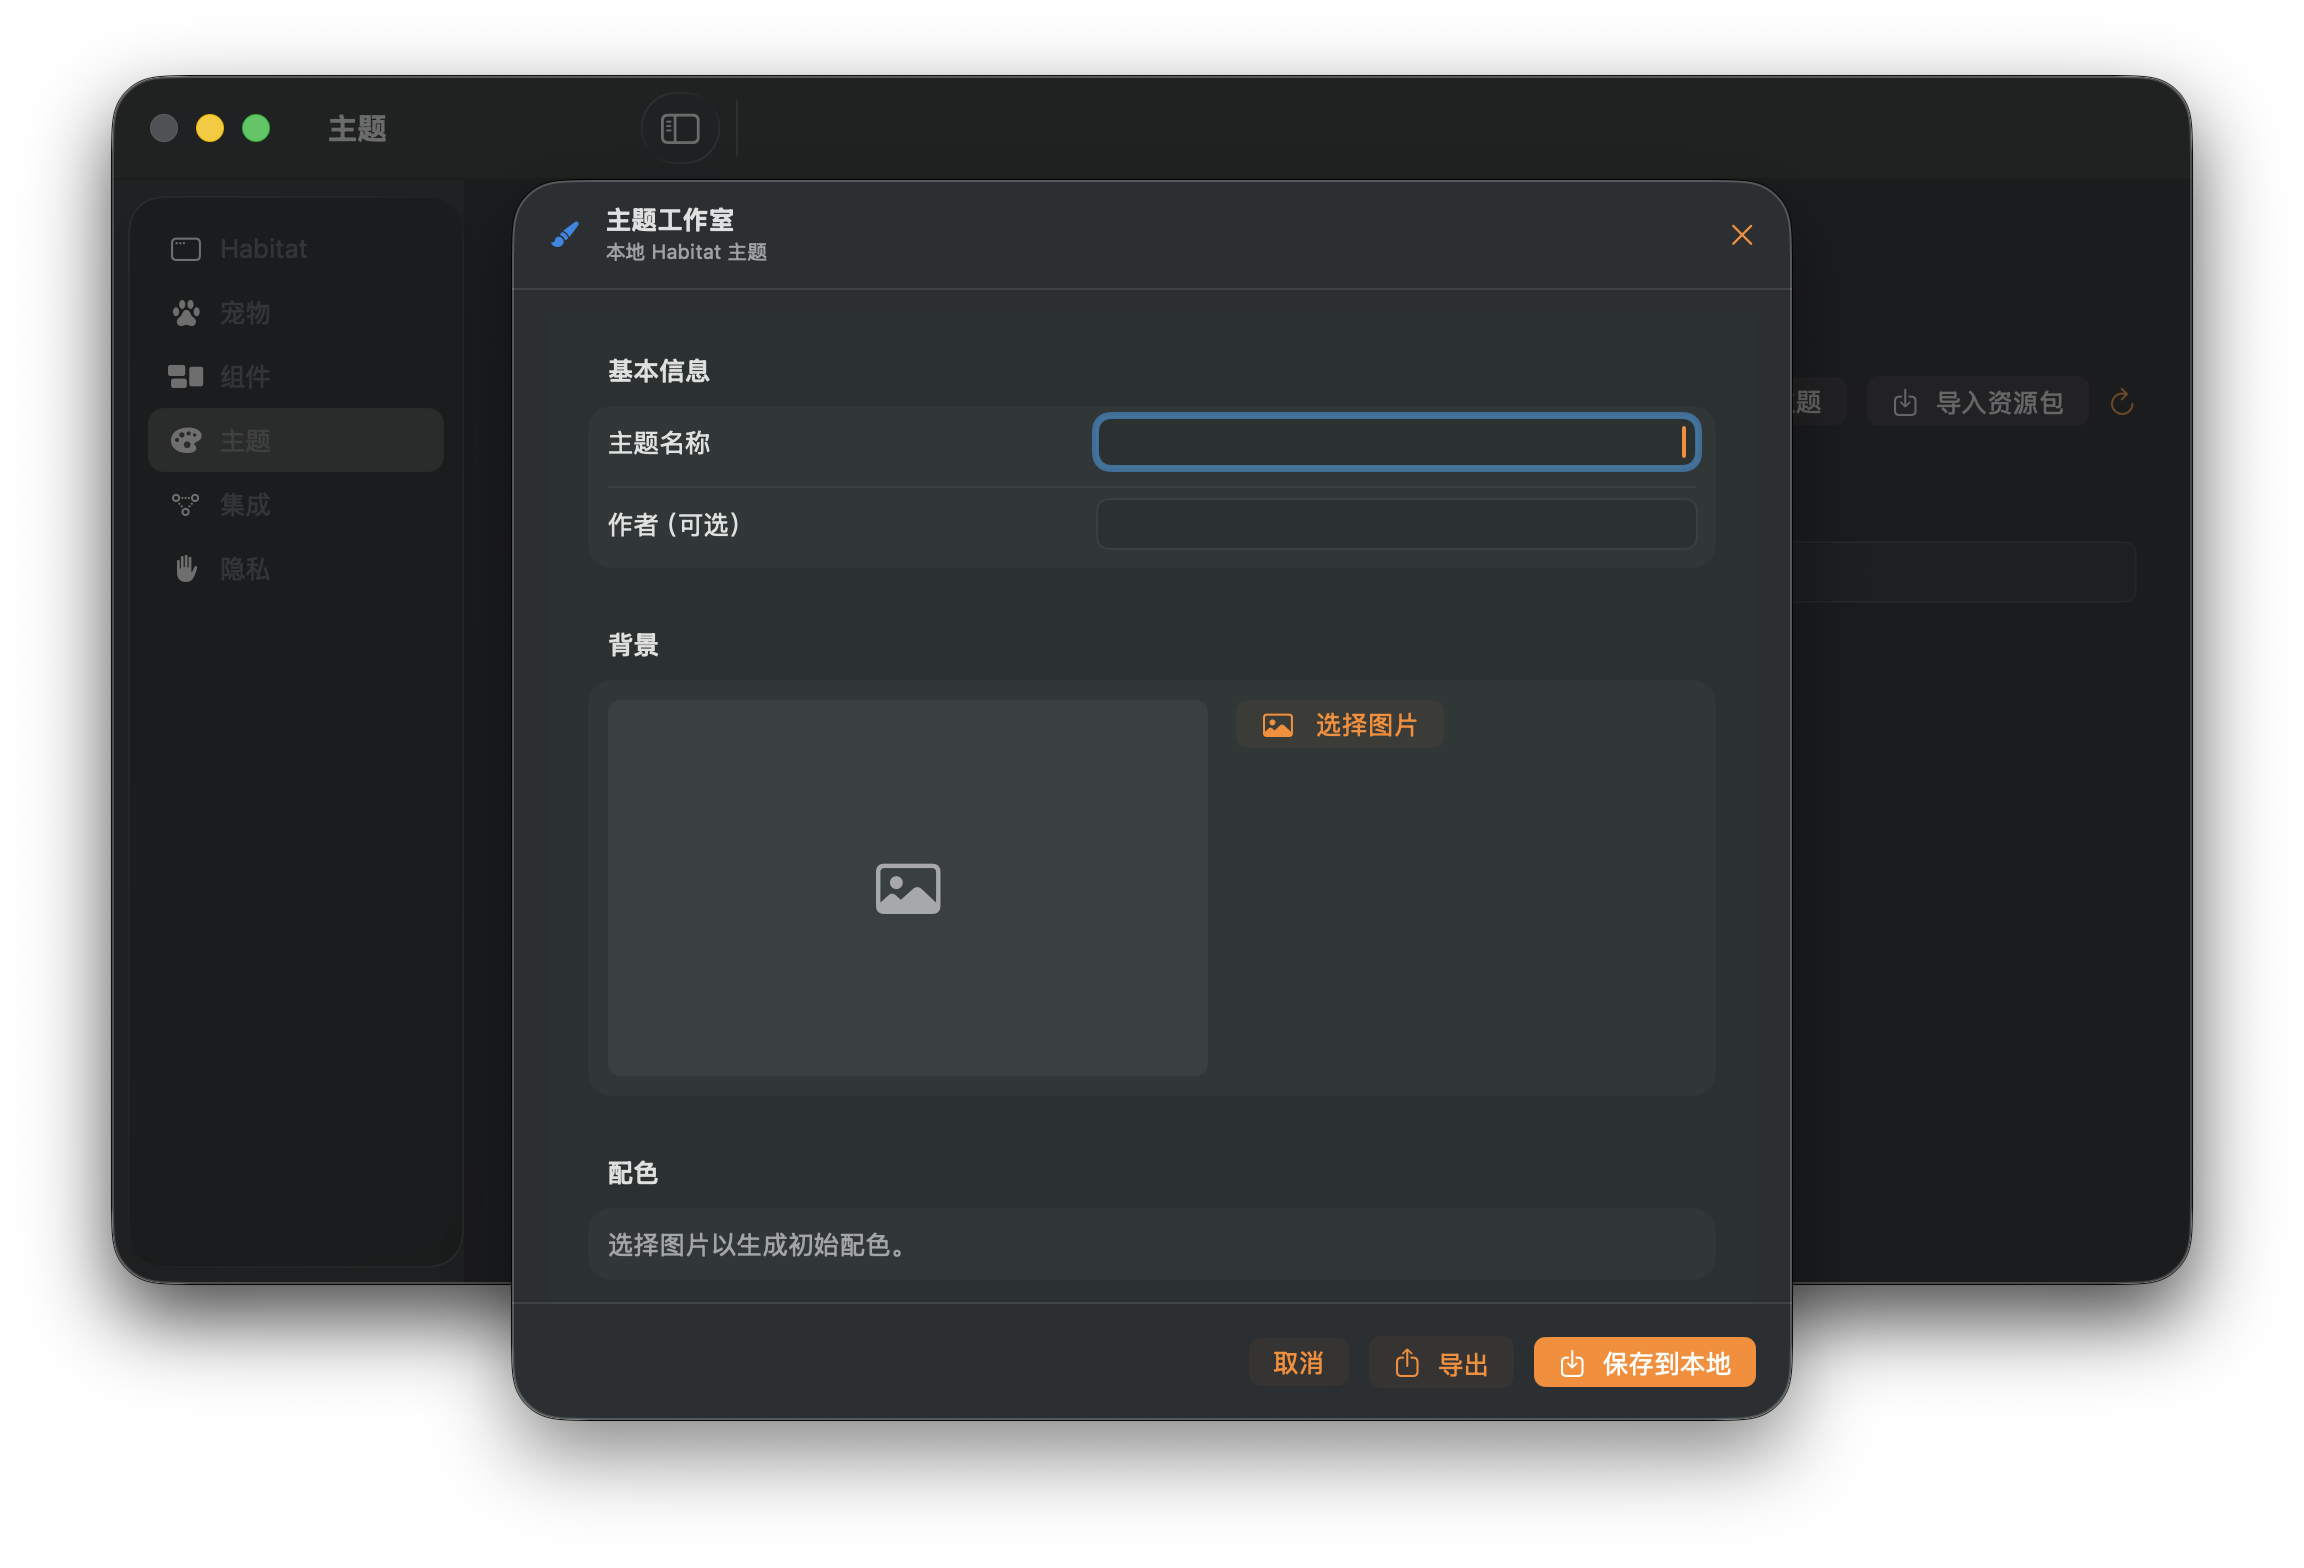 主题
Habitat
宠物
组件
主题
集成
隐私
题
导入资源包
主题工作室
本地 Habitat 主题
基本信息
主题名称
作者 (可选)
背景
选择图片
配色
选择图片以生成初始配色。
取消
导出
保存到本地